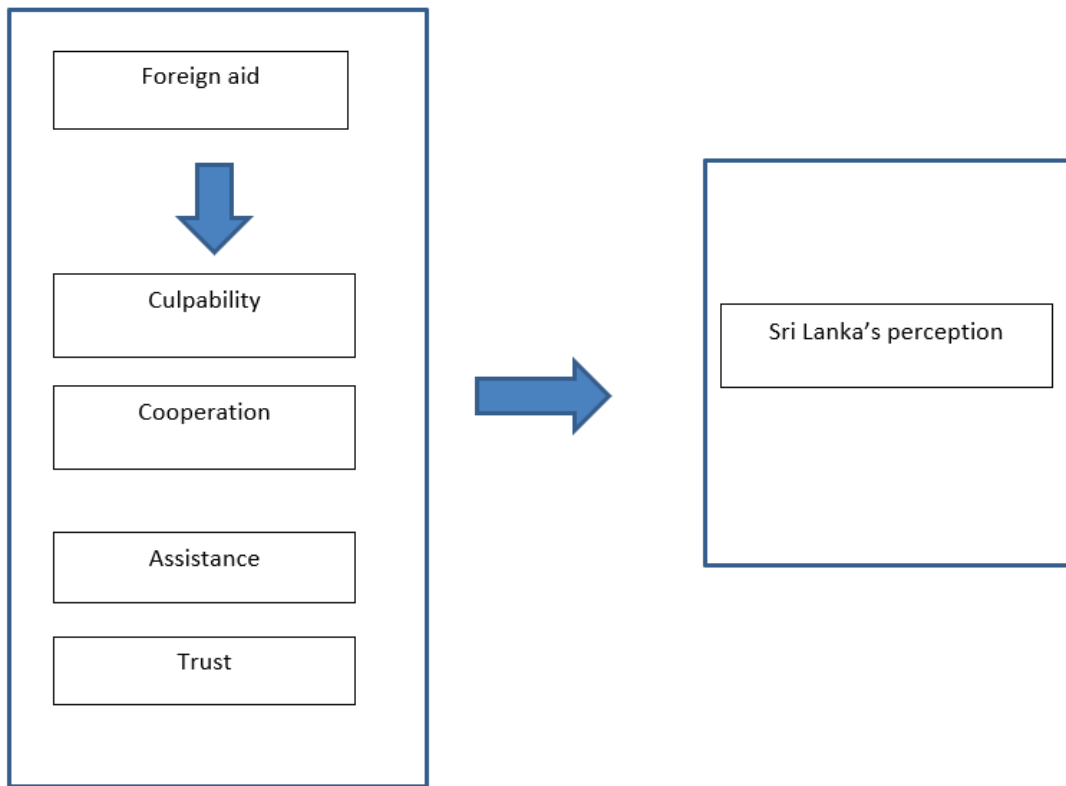 Foreign aid
Culpability
Cooperation
Assistance
Trust
Sri Lanka’s perception